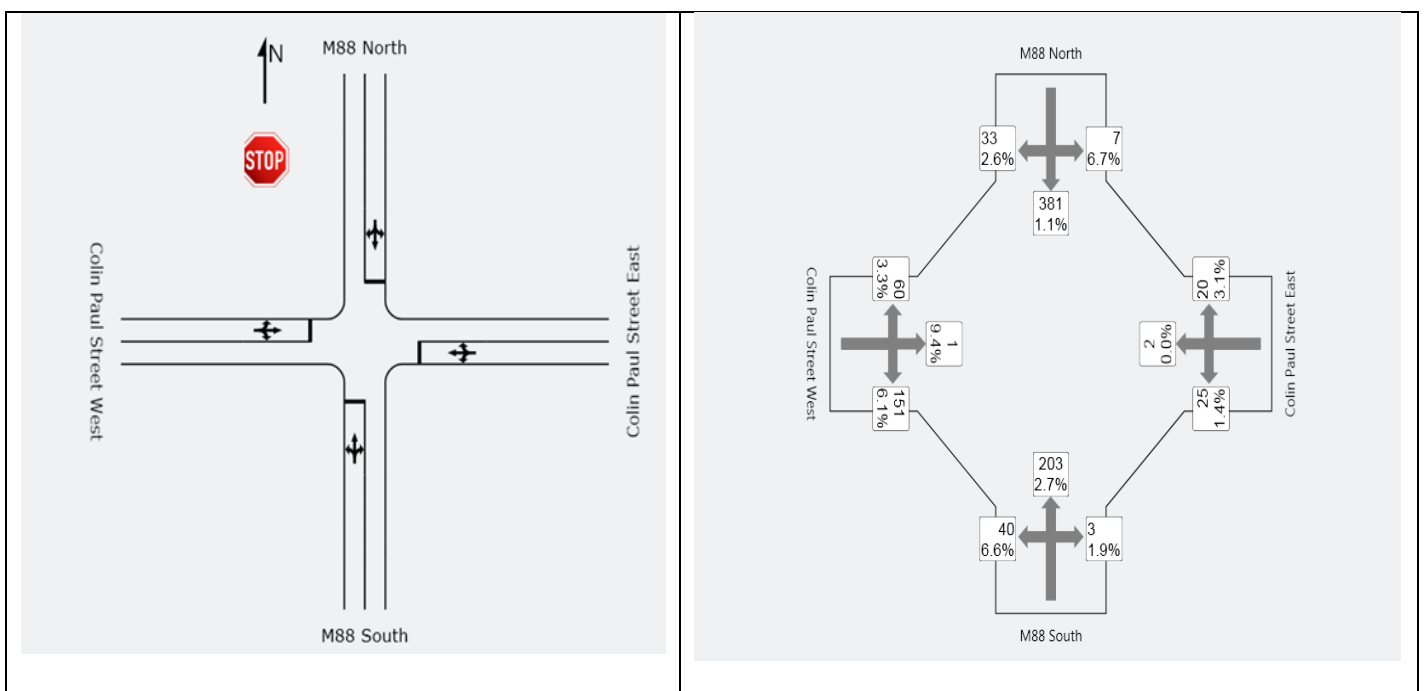 M88 North
N
STOP
Colin Paul Street West
Colin Paul Street East
M88 South
M88 North
33
2.6%
7
6.7%
381
1.1%
60
3.3%
20
3.1%
Colin Paul Street West
1
9.4%
2
0.0%
Colin Paul Street East
151
6.1%
25
1.4%
203
2.7%
40
6.6%
3
1.9%
M88 South